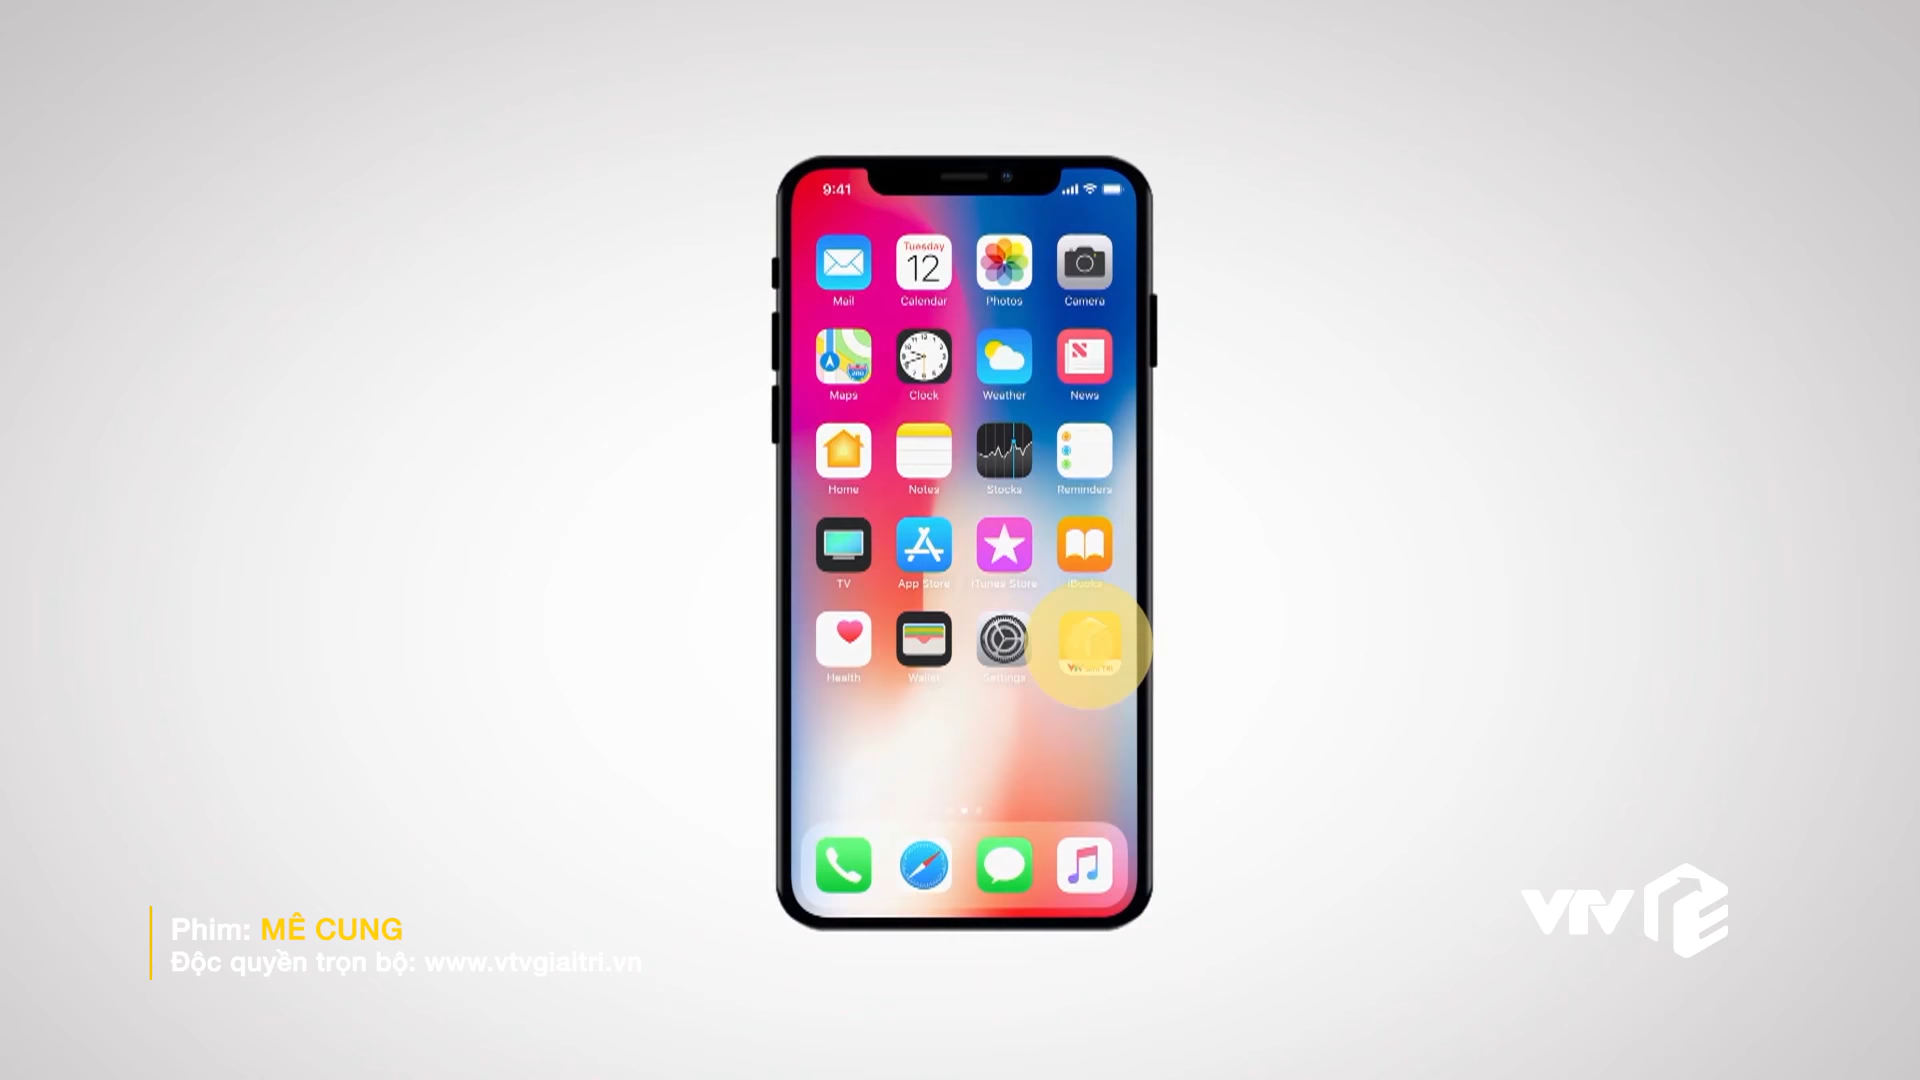 9:41
Tuesday
12
Mail
Calendar
Photos
Camera
Maps
Clock
Weather
News
Home
Notes
Stocks
Reminders
TV
App Store
iTunes Store
iBooks
Health
Wallet
Settings
VTV
Phim: MÊ CUNG
Độc quyền trọn bộ: www.vtvgiaitri.vn